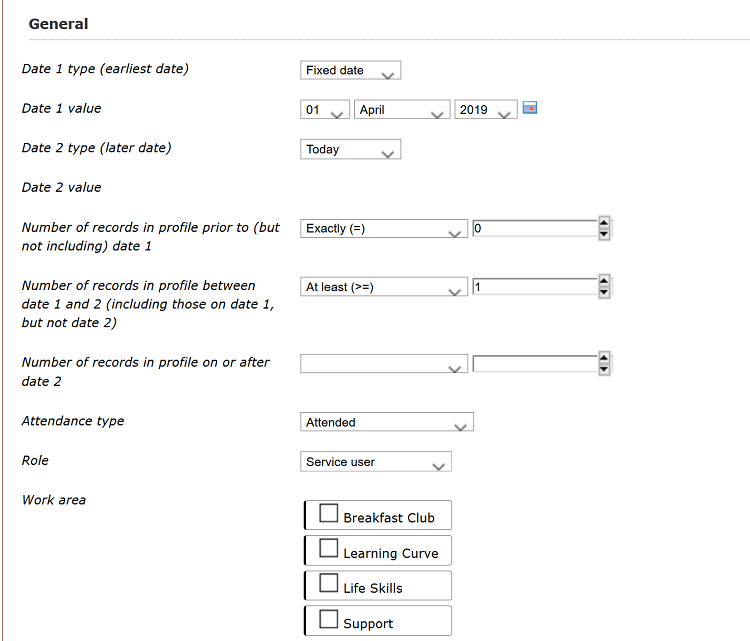 General
Date 1 type (earliest date) Fixed date
Date 1 value 01 April 2019
Date 2 type (later date) Today
Date 2 value
Number of records in profile prior to (but Exactly (=) 0
not including) date 1
Number of records in profile between At least (>=) 1
date 1 and 2 (including those on date 1,
but not date 2)
Number of records in profile on or after
date 2
Attendance type Attended
Role Service user
Work area
Breakfast Club
Learning Curve
Life Skills
Support